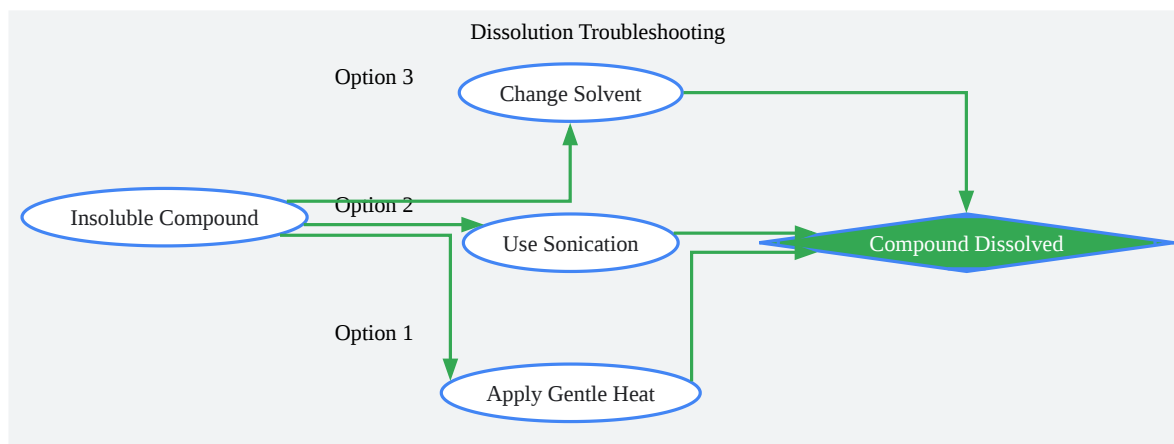 Dissolution Troubleshooting
Option 3
Change Solvent
Insoluble Compound
Option 2
Use Sonication
Compound Dissolved
Option 1
Apply Gentle Heat